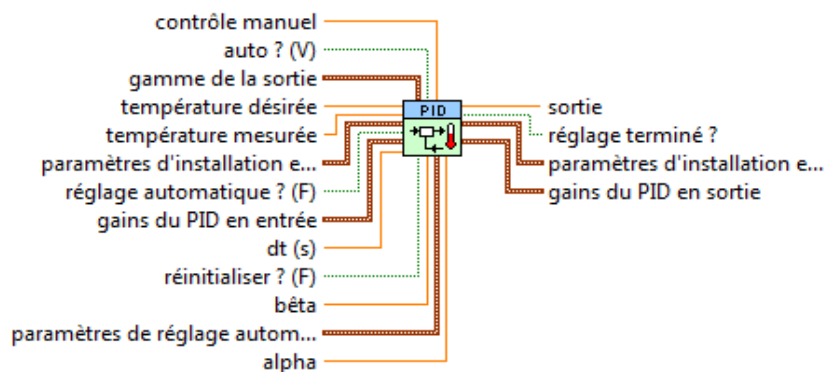 contrôle manuel
auto ? (V)
gamme de la sortie
température désirée
température mesurée
paramètres d'installation e...
réglage automatique ? (F)
gains du PID en entrée
dt (s)
réinitialiser ? (F)
bêta
paramètres de réglage autom...
alpha
PID
sortie
réglage terminé ?
paramètres d'installation e...
gains du PID en sortie